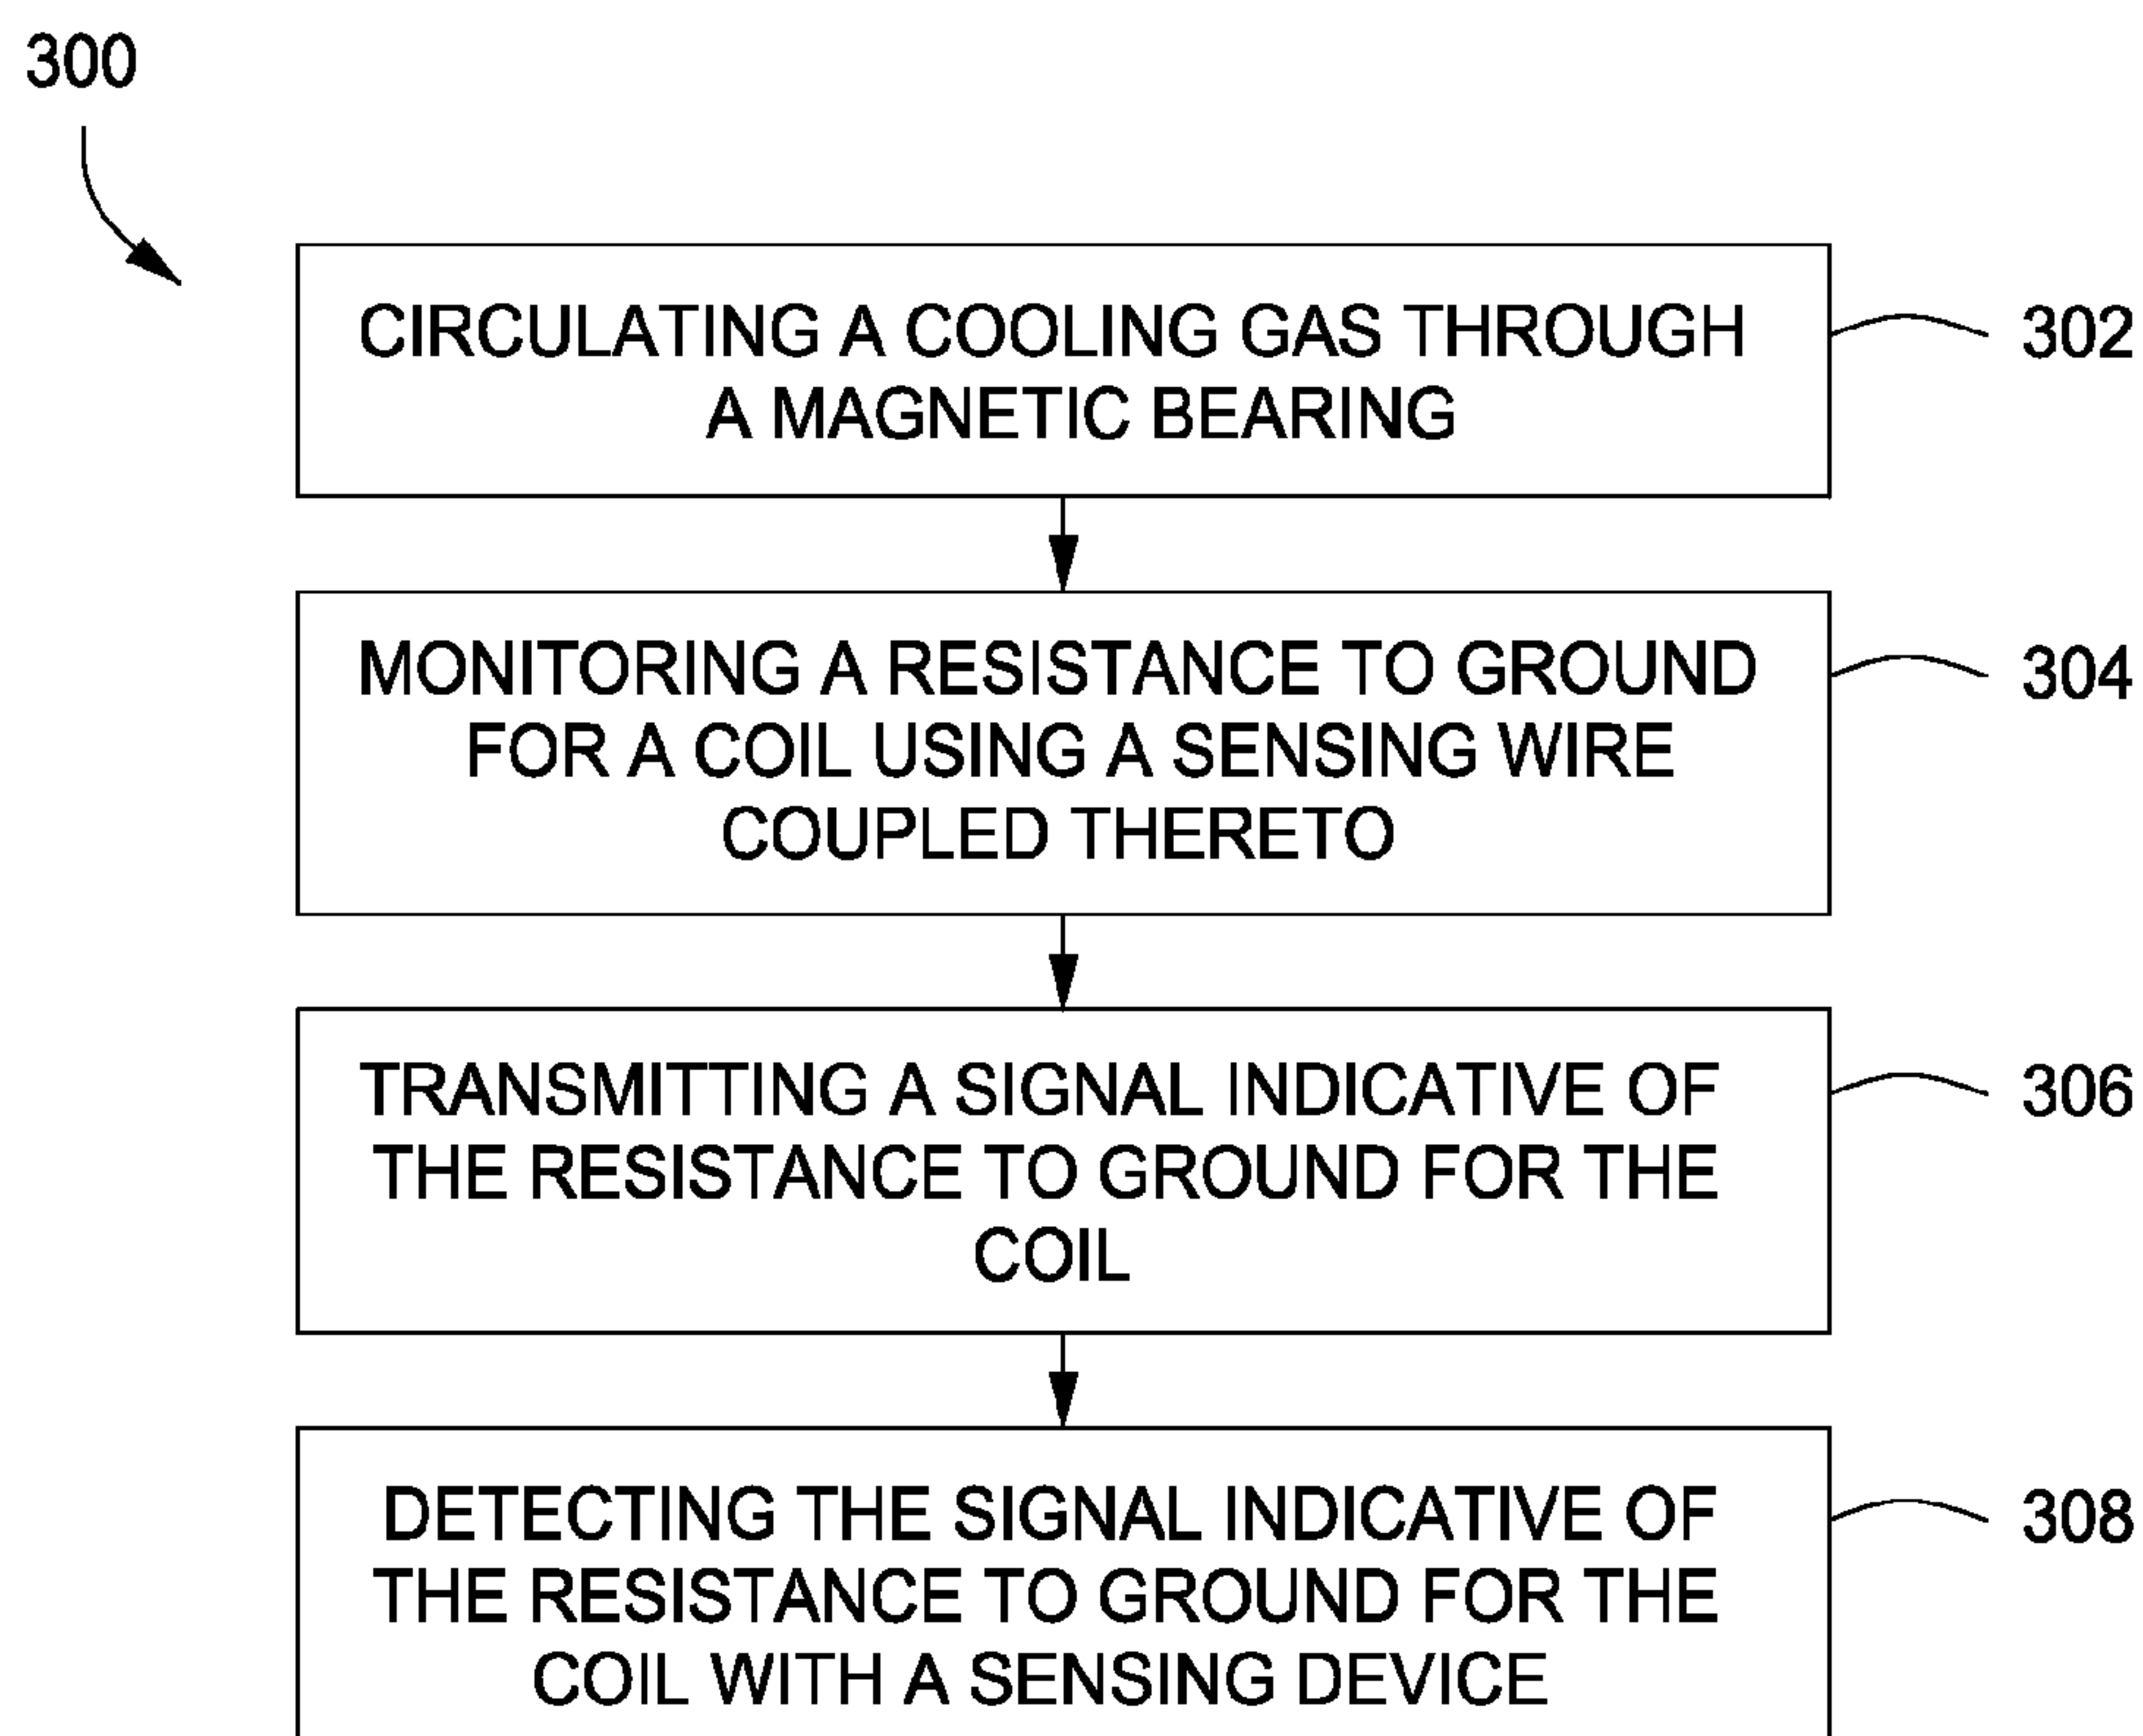 300
CIRCULATING A COOLING GAS THROUGH
A MAGNETIC BEARING
302
MONITORING A RESISTANCE TO GROUND
FOR A COIL USING A SENSING WIRE
COUPLED THERETO
304
TRANSMITTING A SIGNAL INDICATIVE OF
THE RESISTANCE TO GROUND FOR THE
COIL
306
DETECTING THE SIGNAL INDICATIVE OF
THE RESISTANCE TO GROUND FOR THE
COIL WITH A SENSING DEVICE
308